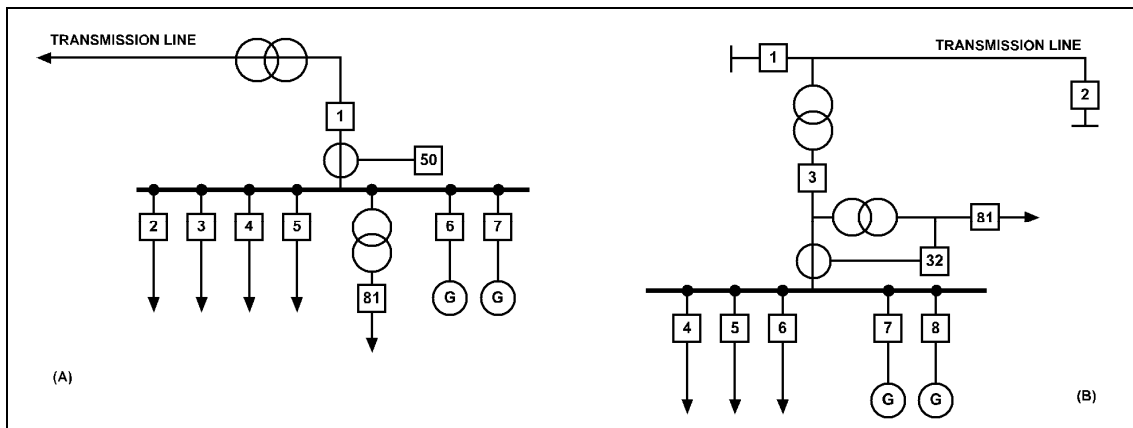 TRANSMISSION LINE
1
50
2 3 4 5 6 7
81
G G
(A)
TRANSMISSION LINE
1
2
3
81
32
4 5 6 7 8
G G
(B)